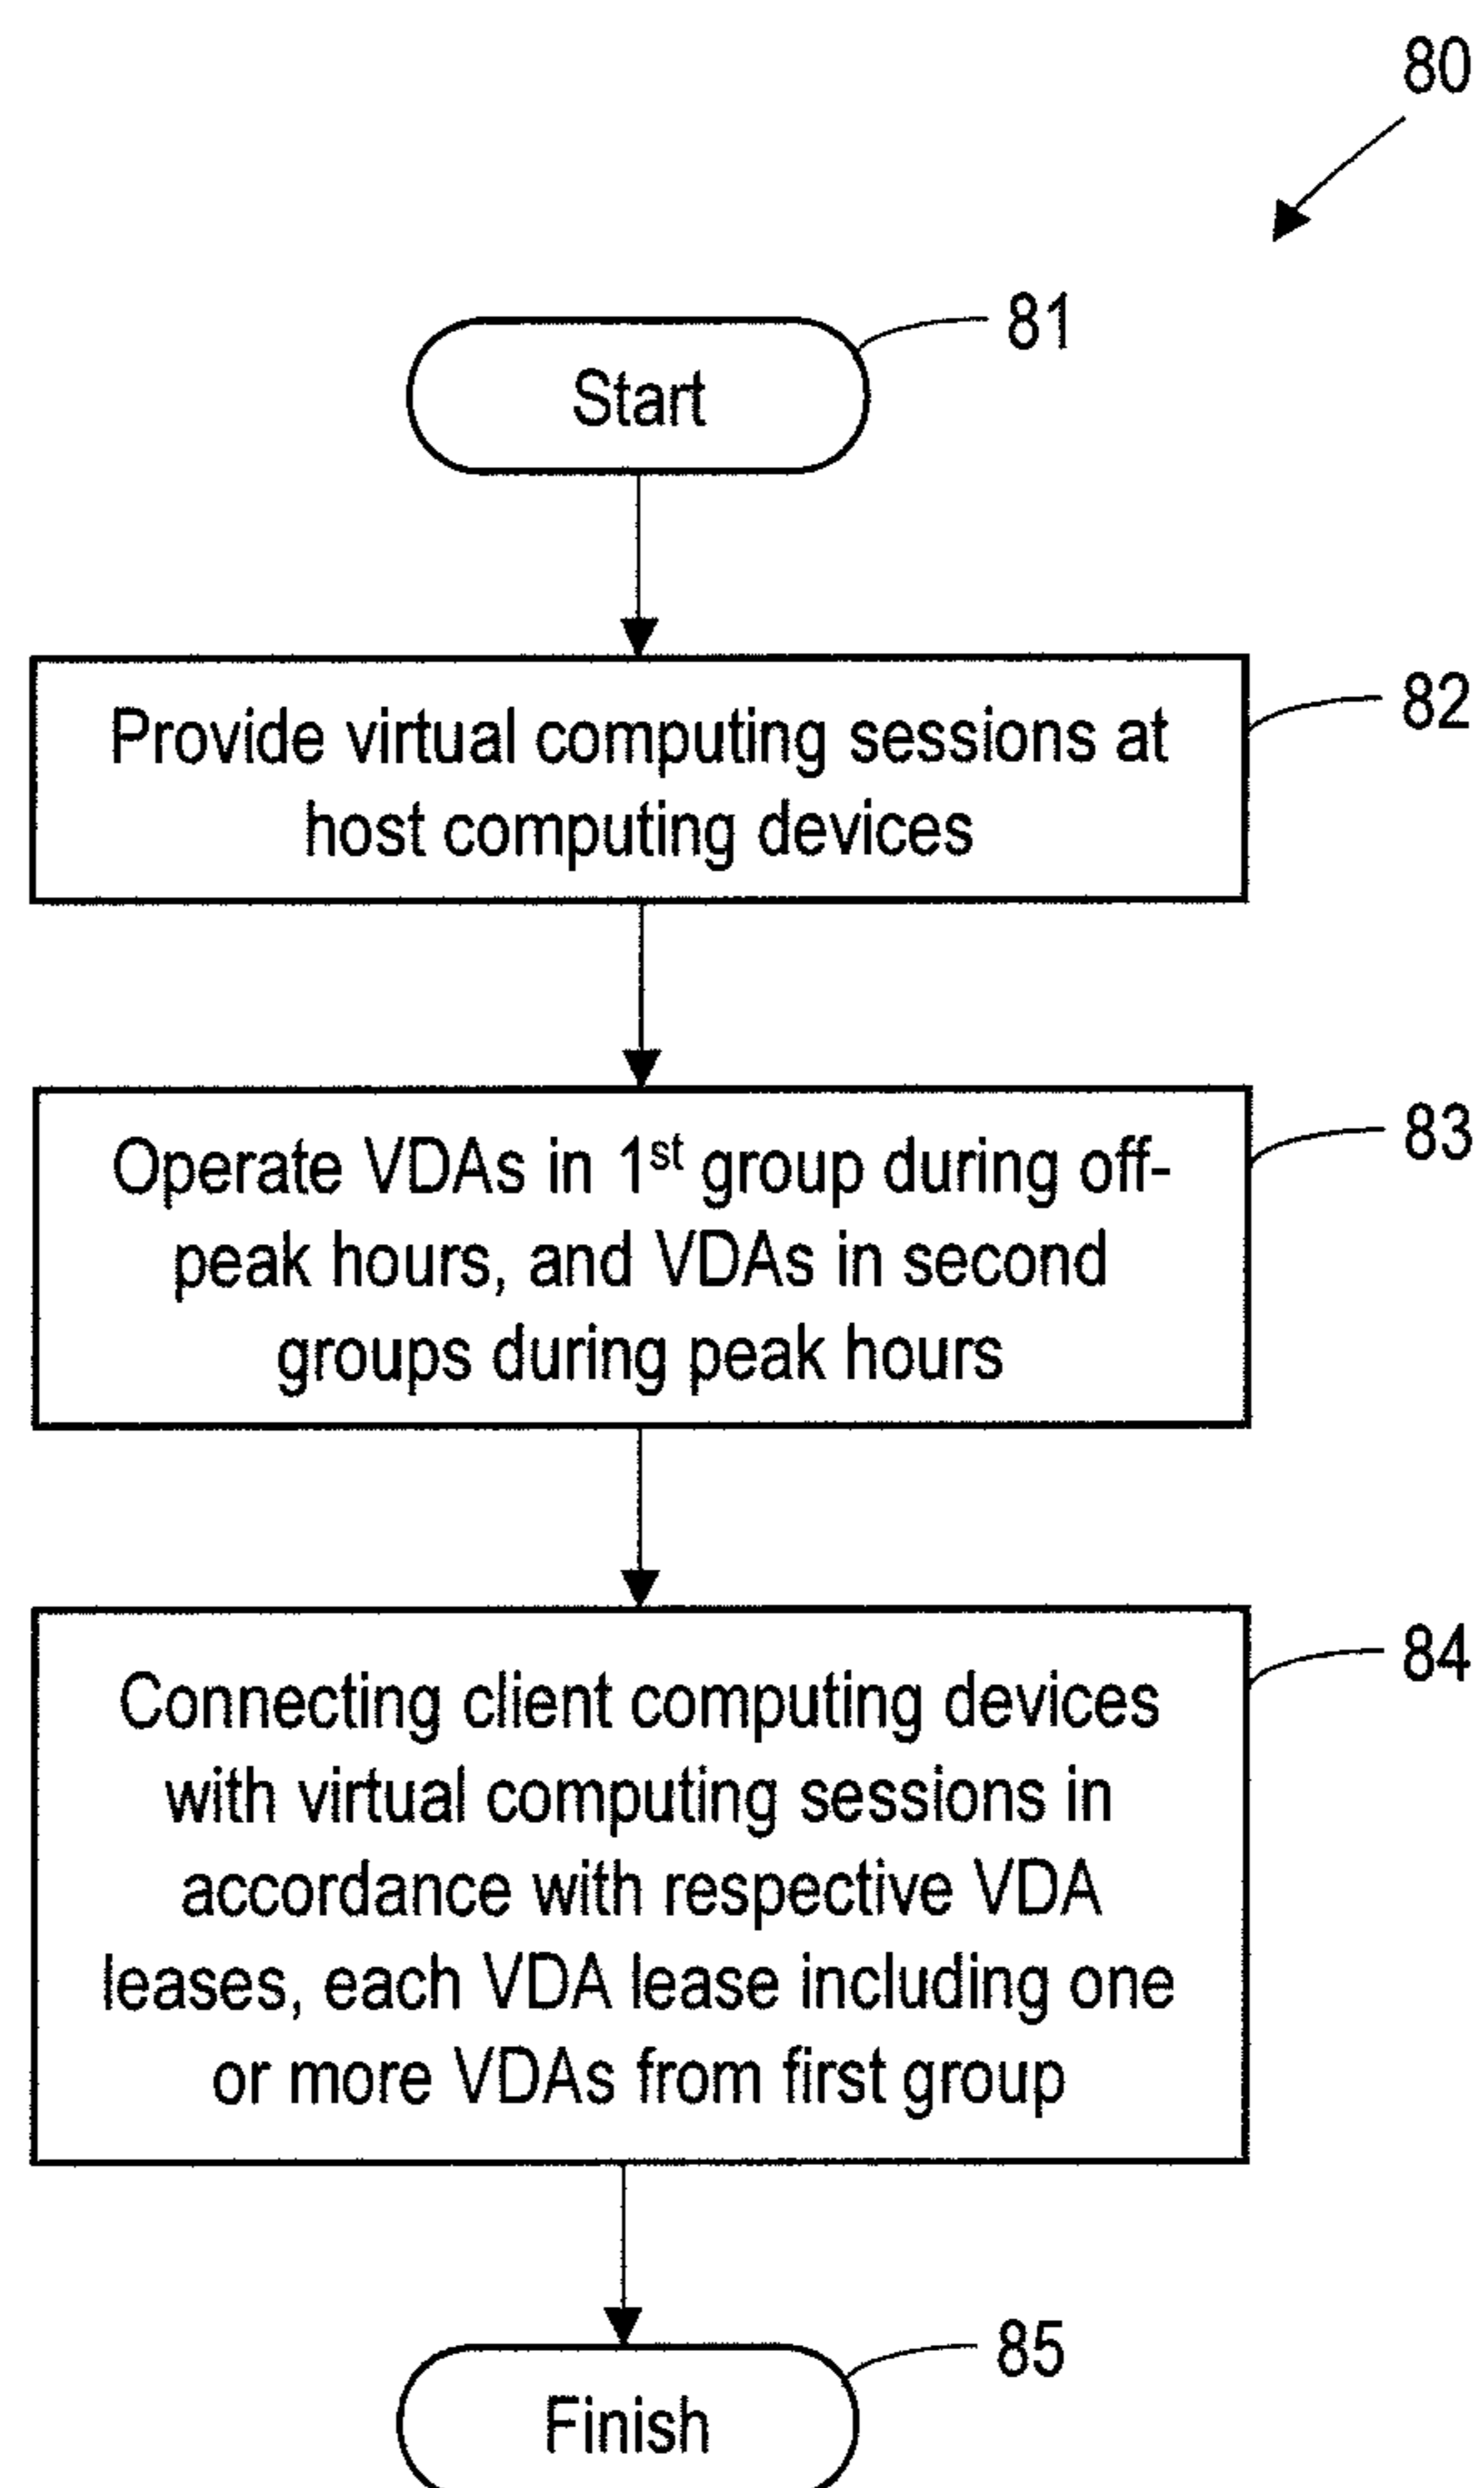 80
81
Start
82
Provide virtual computing sessions at
host computing devices
83
Operate VDAs in 1st group during off-
peak hours, and VDAs in second
groups during peak hours
84
Connecting client computing devices
with virtual computing sessions in
accordance with respective VDA
leases, each VDA lease including one
or more VDAs from first group
85
Finish